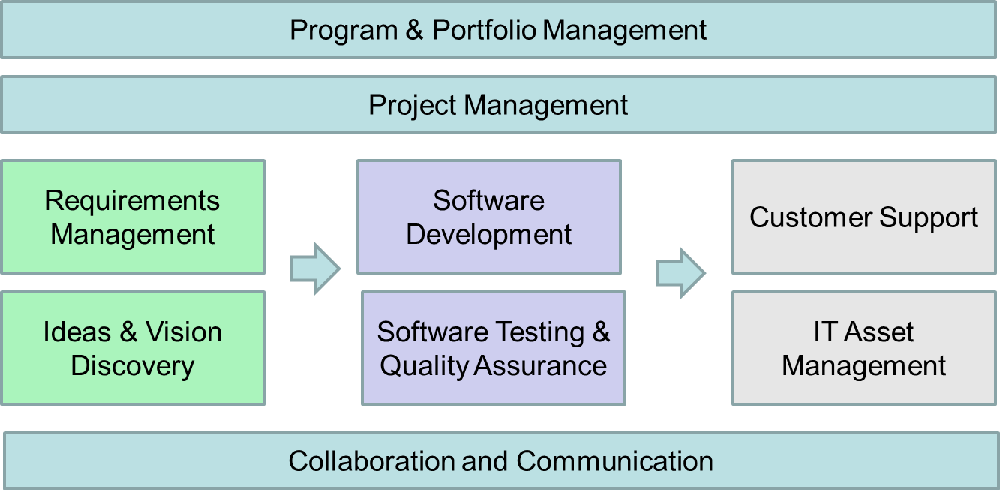 Program & Portfolio Management
Project Management
Requirements
Management
Software
Development
Customer Support
Ideas & Vision
Discovery
Software Testing &
Quality Assurance
IT Asset
Management
Collaboration and Communication